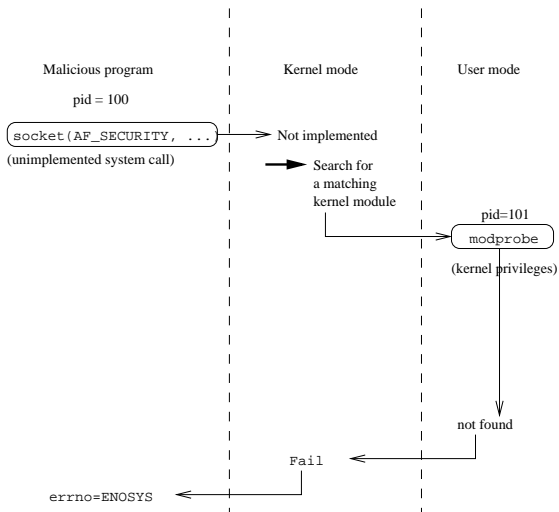 Malicious program
Kernel mode
User mode
pid = 100
socket(AF_SECURITY, ...
Not implemented
(unimplemented system call)
Search for
a matching
kernel module
pid=101
modprobe
(kernel privileges)
not found
Fail
errno=ENOSYS